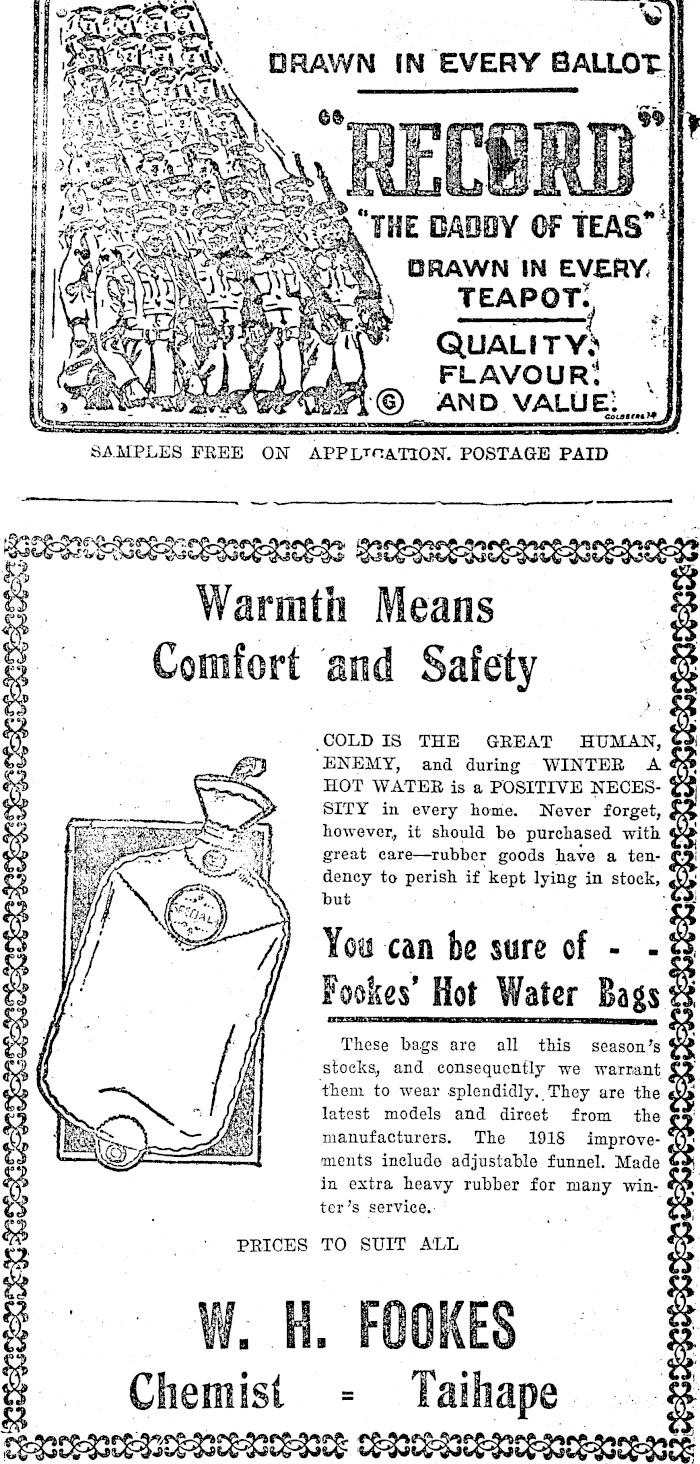 DRAWN IN EVERY BALLOT
"RECORD"
"THE DADDY OF TEAS"
DRAWN IN EVERY
TEAPOT.
QUALITY.
FLAVOUR.
AND VALUE.
G
SAMPLES FREE ON APPLICATION. POSTAGE PAID
Warmth Means
Comfort and Safety
COLD IS THE GREAT HUMAN,
ENEMY, and during WINTER A
HOT WATER is a POSITIVE NECES-
SITY in every home. Never forget,
however, it should be purchased with
great care—rubber goods have a ten-
dency to perish if kept lying in stock,
but
You can be sure of - -
Fookes' Hot Water Bags
These bags are all this season's
stocks, and consequently we warrant
them to wear splendidly. They are the
latest models and direct from the
manufacturers. The 1918 improve-
ments include adjustable funnel. Made
in extra heavy rubber for many win-
ter's service.
PRICES TO SUIT ALL
W. H. FOOKES
Chemist = Taihape